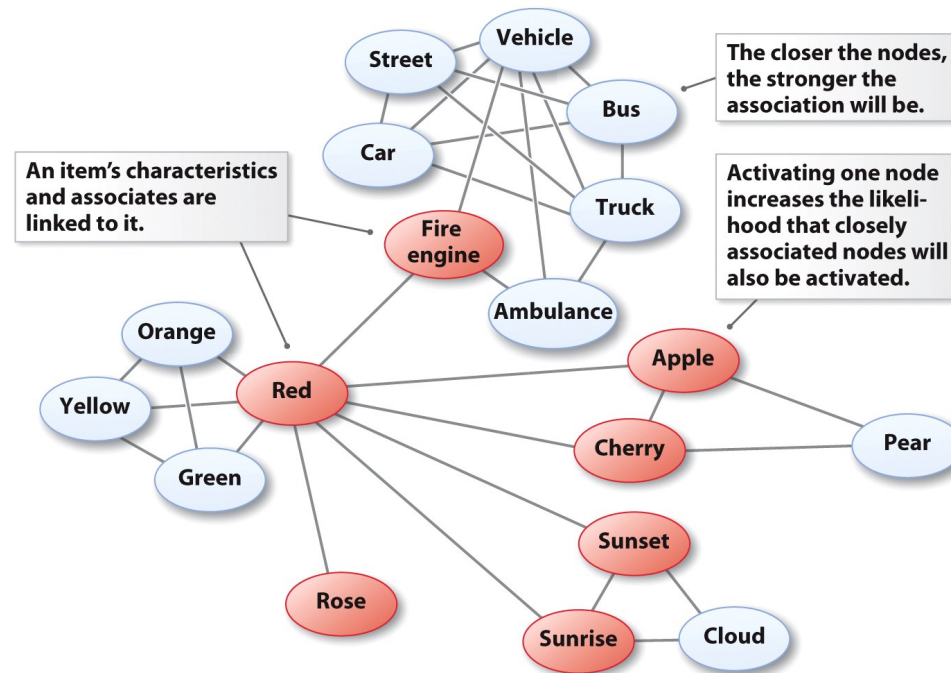 Vehicle
Street
The closer the nodes,
the stronger the
association will be.
Bus
Car
An item’s characteristics
and associates are
linked to it.
Activating one node
increases the likeli-
hood that closely
associated nodes will
also be activated.
Truck
Fire
engine
Ambulance
Orange
Apple
Red
Yellow
Cherry
Pear
Green
Sunset
Rose
Sunrise
Cloud